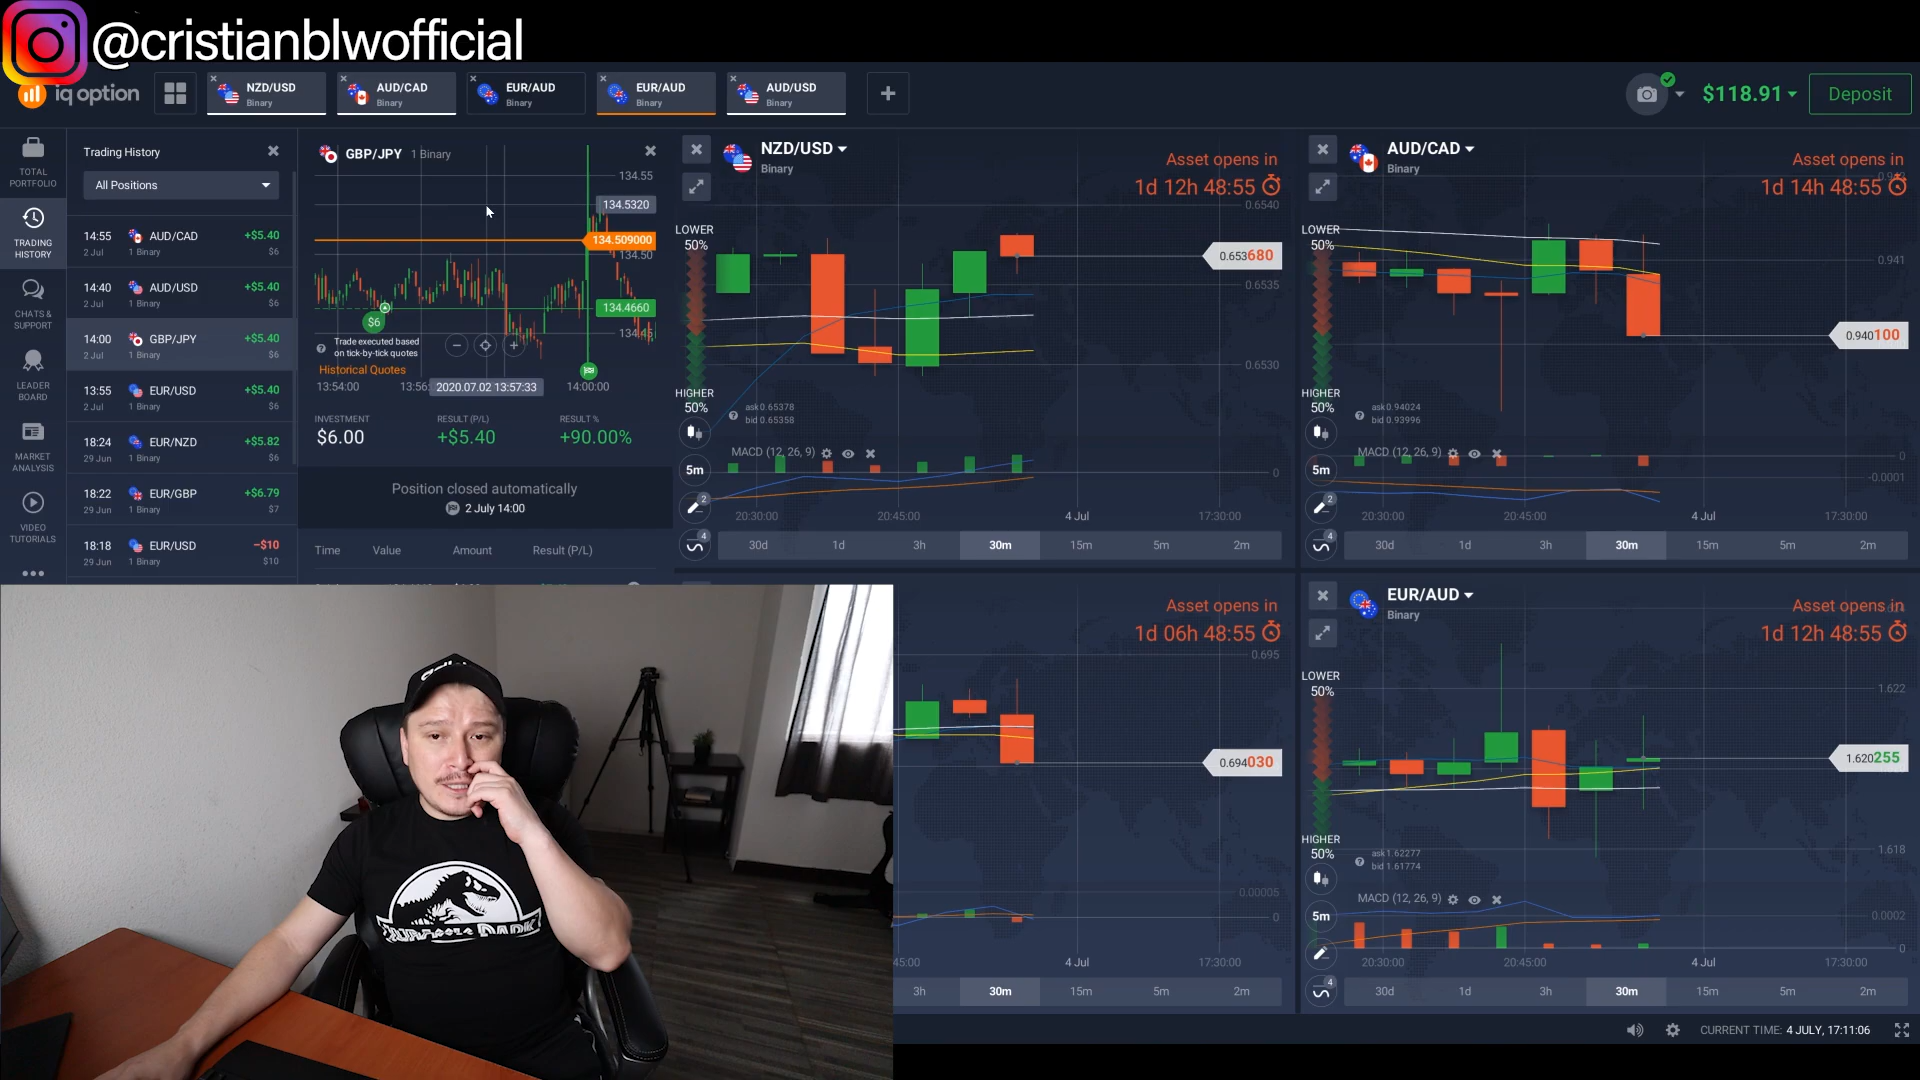 @cristianblwofficial
iq option
NZD/USD
Binary
AUD/CAD
Binary
EUR/AUD
Binary
EUR/AUD
Binary
AUD/USD
Binary
$118.91
Deposit
TOTAL
PORTFOLIO
TRADING
HISTORY
CHATS &
SUPPORT
LEADER
BOARD
MARKET
ANALYSIS
VIDEO
TUTORIALS
Trading History
All Positions
14:55 AUD/CAD +$5.40
2 Jul 1 Binary $6
14:40 AUD/USD +$5.40
2 Jul 1 Binary $6
14:00 GBP/JPY +$5.40
2 Jul 1 Binary $6
13:55 EUR/USD +$5.40
2 Jul 1 Binary $6
18:24 EUR/NZD +$5.82
29 Jun 1 Binary $6
18:22 EUR/GBP +$6.79
29 Jun 1 Binary $7
18:18 EUR/USD -$10
29 Jun 1 Binary $10
GBP/JPY 1 Binary
134.55
134.5320
134.509000
134.50
134.4660
134.45
$6
Trade executed based
on tick-by-tick quotes
Historical Quotes
13:54:00 13:56: 2020.07.02 13:57:33 14:00:00
INVESTMENT RESULT (P/L) RESULT %
$6.00 +$5.40 +90.00%
Position closed automatically
2 July 14:00
Time Value Amount Result (P/L)
NZD/USD
Binary
Asset opens in
1d 12h 48:55
0.6540
LOWER
50%
0.653680
0.6535
0.6530
HIGHER
50%
ask 0.65378
bid 0.65358
MACD (12, 26, 9)
0
5m
2
4
20:30:00 20:45:00 4 Jul 17:30:00
30d 1d 3h 30m 15m 5m 2m
AUD/CAD
Binary
Asset opens in
1d 14h 48:55
LOWER
50%
0.941
0.940100
HIGHER
50%
ask 0.94024
bid 0.93996
MACD (12, 26, 9)
0
-0.0001
5m
2
4
20:30:00 20:45:00 4 Jul 17:30:00
30d 1d 3h 30m 15m 5m 2m
Asset opens in
1d 06h 48:55
0.695
0.694030
0.00005
0
45:00 4 Jul 17:30:00
3h 30m 15m 5m 2m
EUR/AUD
Binary
Asset opens in
1d 12h 48:55
LOWER
50%
1.622
1.620255
HIGHER
50%
1.618
ask 1.62277
bid 1.61774
MACD (12, 26, 9)
0.0002
0
5m
4
20:30:00 20:45:00 4 Jul 17:30:00
30d 1d 3h 30m 15m 5m 2m
CURRENT TIME: 4 JULY, 17:11:06
JURASSIC PARK